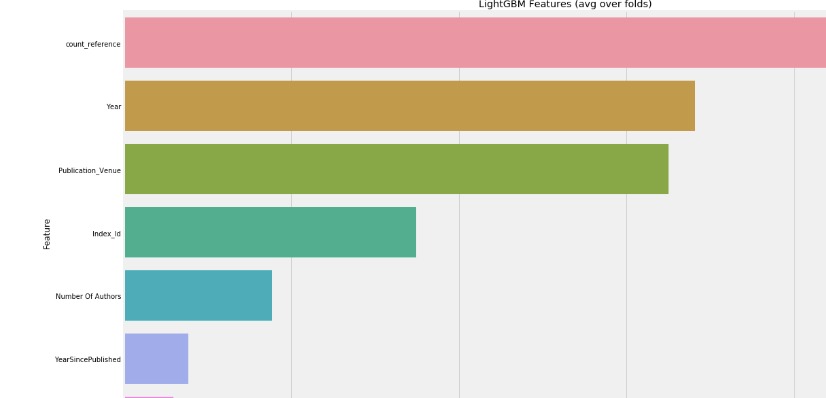 LightGBM Features (avg over folds)
count_reference
Year
Publication_Venue
Index_Id
Number Of Authors
YearSincePublished
Feature